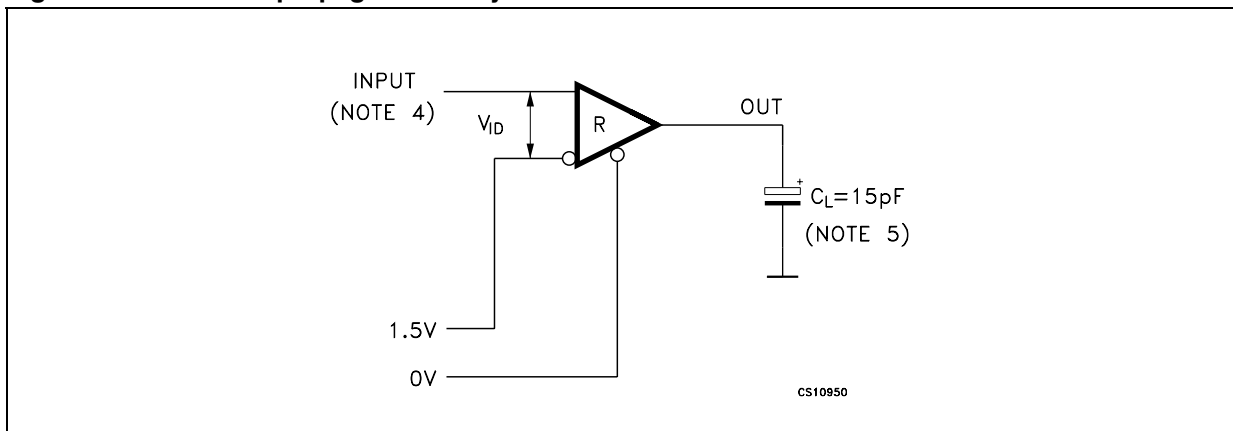 INPUT
(NOTE 4)
VID
R
OUT
CL=15pF
(NOTE 5)
1.5V
0V
CS10950